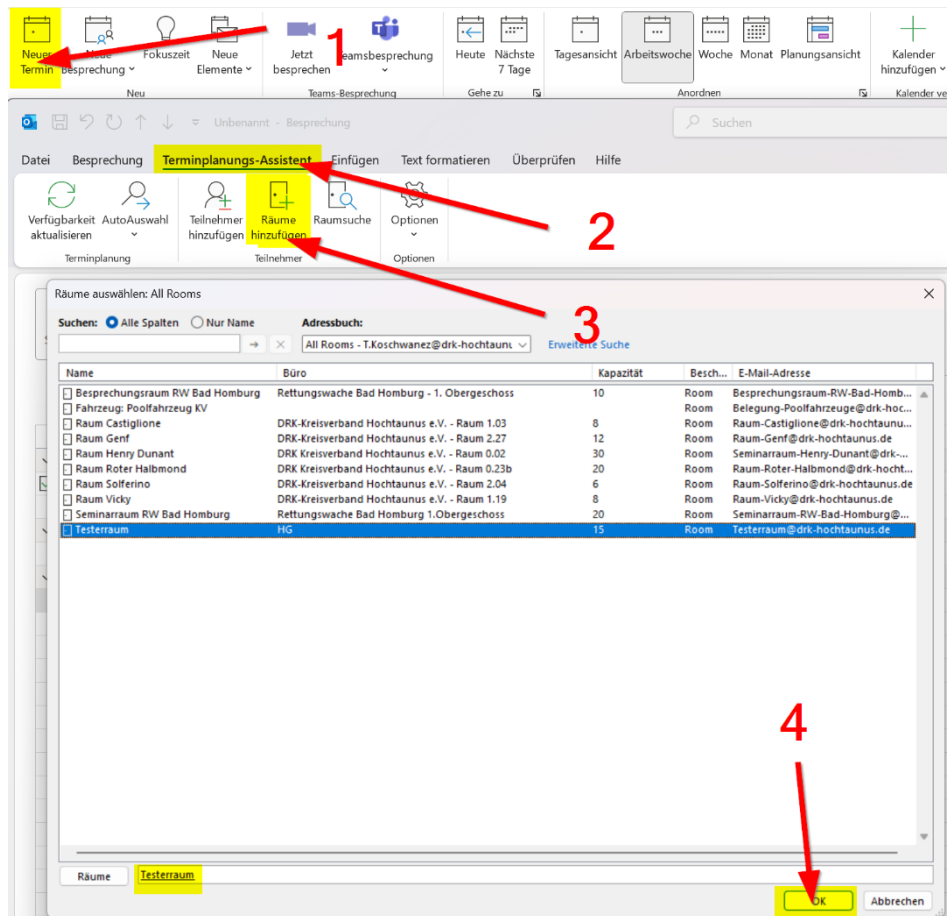 1
Neuer
Termin
Neue
Besprechung
Fokuszeit
Neue
Elemente
Jetzt
besprechen
Teamsbesprechung
Heute
Nächste
7 Tage
Tagesansicht
Arbeitswoche
Woche
Monat
Planungsansicht
Kalender
hinzufügen
Neu
Teams-Besprechung
Gehe zu
Anordnen
Kalender ve
Unbenannt - Besprechung
Suchen
Datei
Besprechung
Terminplanungs-Assistent
Einfügen
Text formatieren
Überprüfen
Hilfe
2
Verfügbarkeit
aktualisieren
AutoAuswahl
Teilnehmer
hinzufügen
Räume
hinzufügen
Raumsuche
Optionen
Terminplanung
Teilnehmer
Optionen
3
Räume auswählen: All Rooms
Suchen: Alle Spalten Nur Name Adressbuch:
All Rooms - T.Koschwanez@drk-hochtaunu Erweiterte Suche
Name Büro Kapazität Besch... E-Mail-Adresse
Besprechungsraum RW Bad Homburg Rettungswache Bad Homburg - 1. Obergeschoss 10 Room Besprechungsraum-RW-Bad-Homb...
Fahrzeug: Poolfahrzeug KV Room Belegung-Poolfahrzeuge@drk-hoc...
Raum Castiglione DRK-Kreisverband Hochtaunus e.V. - Raum 1.03 8 Room Raum-Castiglione@drk-hochtaunu...
Raum Genf DRK-Kreisverband Hochtaunus e.V. - Raum 2.27 12 Room Raum-Genf@drk-hochtaunus.de
Raum Henry Dunant DRK Kreisverband Hochtaunus e.V. - Raum 0.02 30 Room Seminarraum-Henry-Dunant@drk-...
Raum Roter Halbmond DRK Kreisverband Hochtaunus e.V. - Raum 0.23b 20 Room Raum-Roter-Halbmond@drk-hocht...
Raum Solferino DRK-Kreisverband Hochtaunus e.V. - Raum 2.04 6 Room Raum-Solferino@drk-hochtaunus.de
Raum Vicky DRK-Kreisverband Hochtaunus e.V. - Raum 1.19 8 Room Raum-Vicky@drk-hochtaunus.de
Seminarraum RW Bad Homburg Rettungswache Bad Homburg 1.Obergeschoss 20 Room Seminarraum-RW-Bad-Homburg@...
Testerraum HG 15 Room Testerraum@drk-hochtaunus.de
4
Räume Testerraum
OK Abbrechen